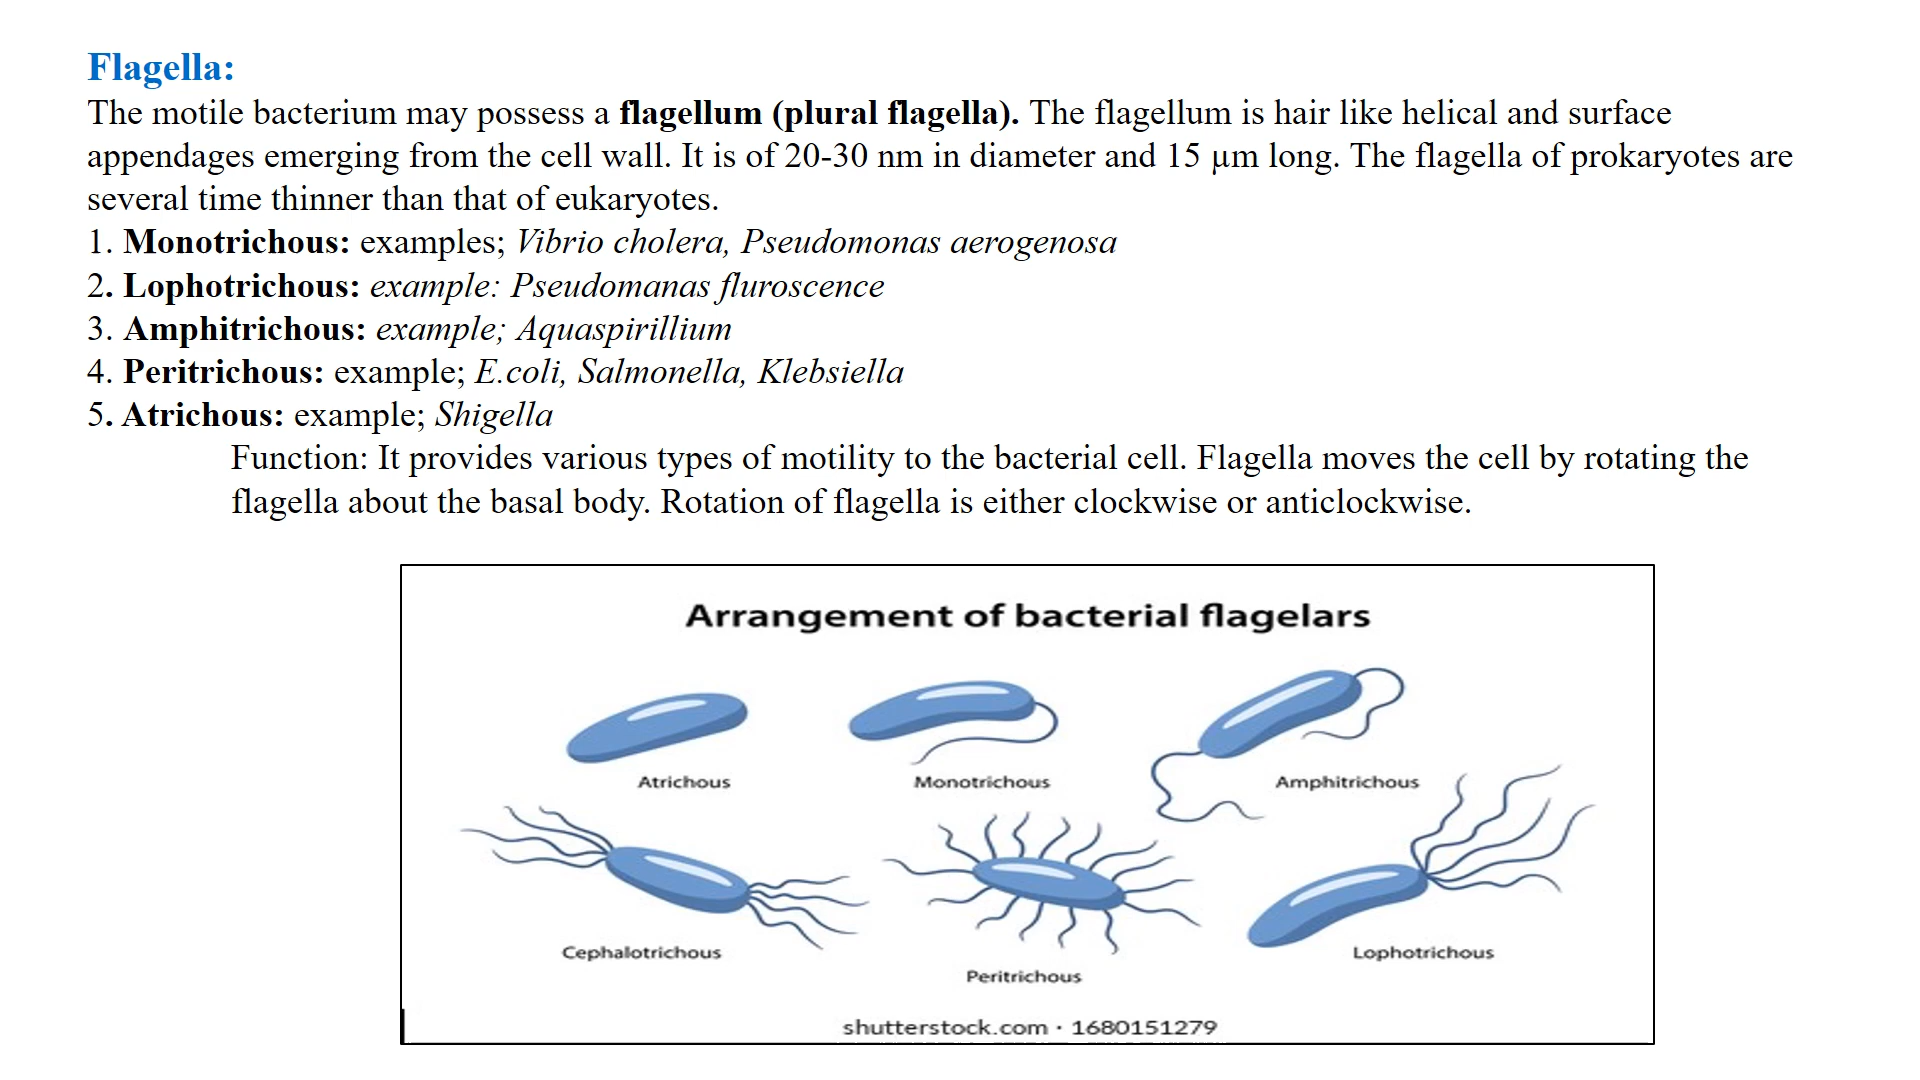 Flagella:
The motile bacterium may possess a flagellum (plural flagella). The flagellum is hair like helical and surface
appendages emerging from the cell wall. It is of 20-30 nm in diameter and 15 µm long. The flagella of prokaryotes are
several time thinner than that of eukaryotes.
1. Monotrichous: examples; Vibrio cholera, Pseudomonas aerogenosa
2. Lophotrichous: example: Pseudomanas fluroscence
3. Amphitrichous: example; Aquaspirillium
4. Peritrichous: example; E.coli, Salmonella, Klebsiella
5. Atrichous: example; Shigella
Function: It provides various types of motility to the bacterial cell. Flagella moves the cell by rotating the
flagella about the basal body. Rotation of flagella is either clockwise or anticlockwise.
Arrangement of bacterial flagelars
Atrichous
Monotrichous
Amphitrichous
Cephalotrichous
Peritrichous
Lophotrichous
shutterstock.com · 1680151279